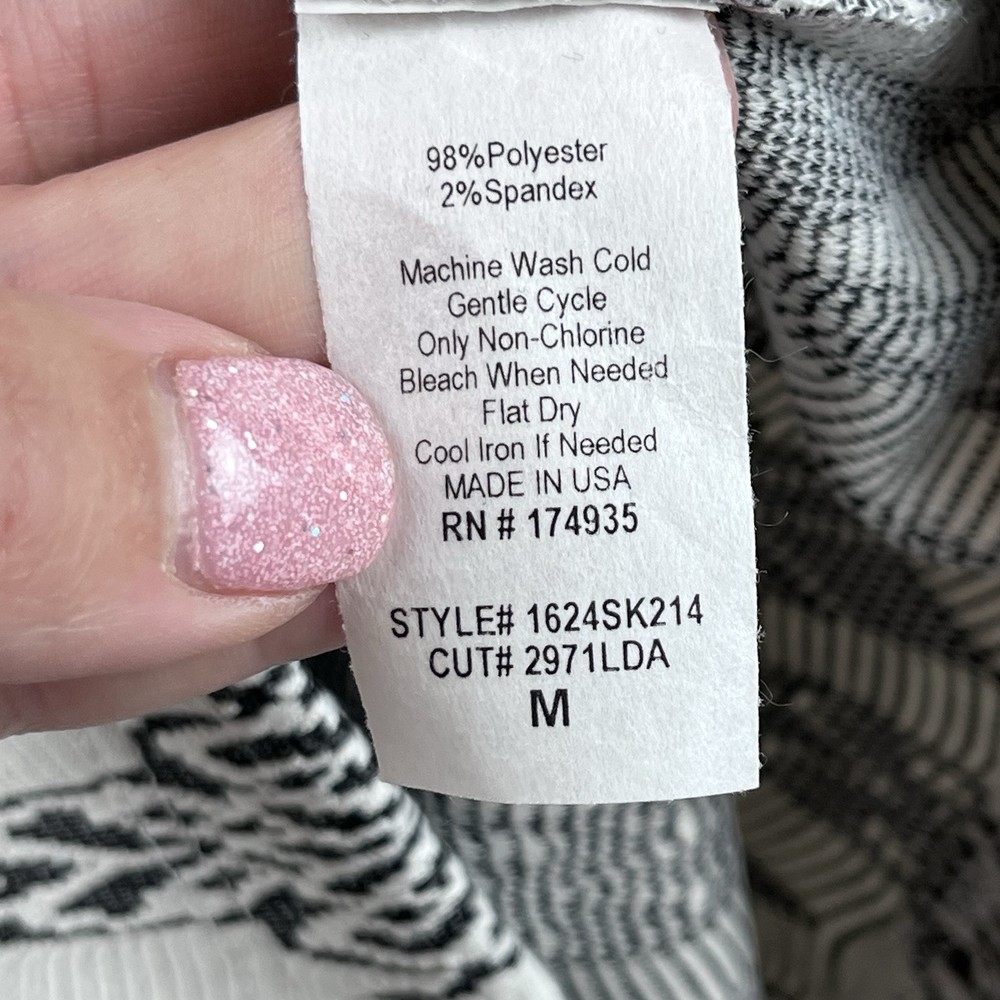 98%Polyester
2%Spandex
Machine Wash Cold
Gentle Cycle
Only Non-Chlorine
Bleach When Needed
Flat Dry
Cool Iron If Needed
MADE IN USA
RN # 174935
STYLE# 1624SK214
CUT# 2971LDA
M